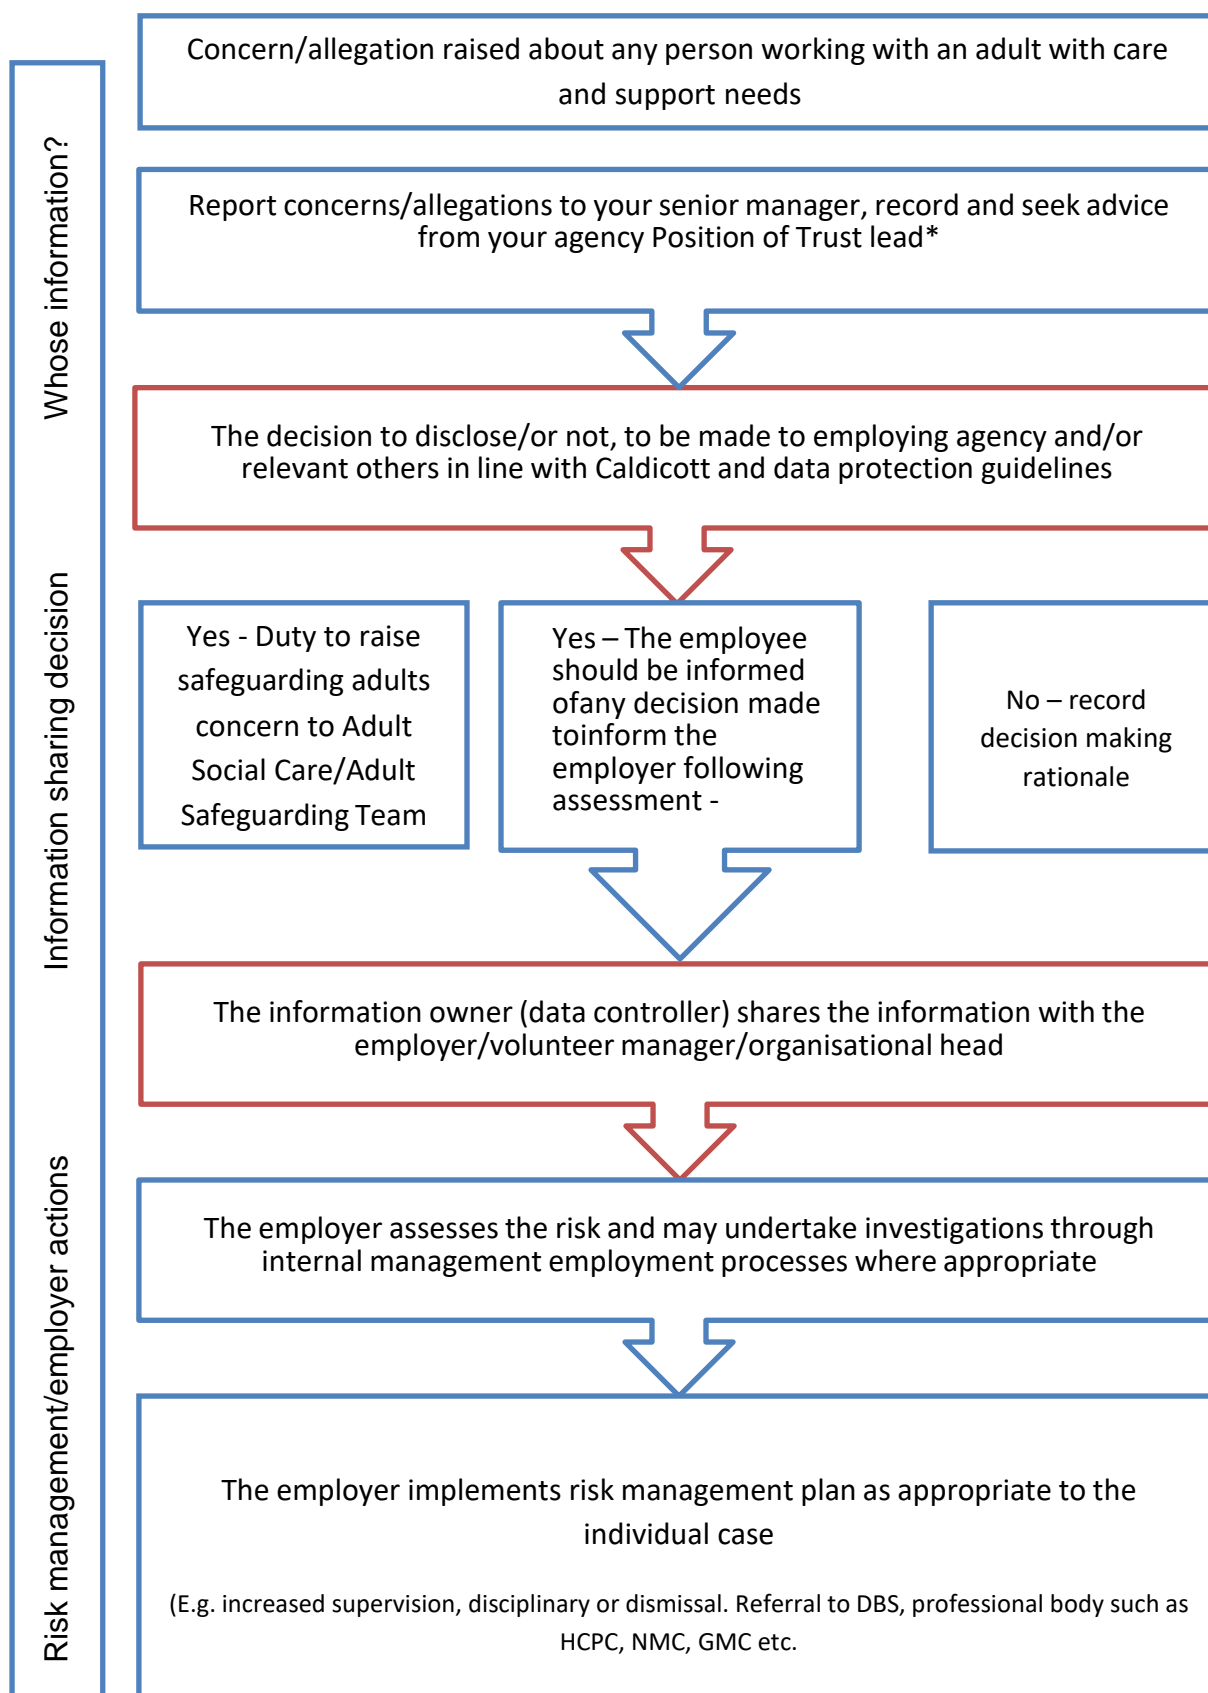 Concern/allegation raised about any person working with an adult with care
and support needs
Whose information?
Report concerns/allegations to your senior manager, record and seek advice
from your agency Position of Trust lead*
The decision to disclose/or not, to be made to employing agency and/or
relevant others in line with Caldicott and data protection guidelines
Information sharing decision
Yes - Duty to raise
safeguarding adults
concern to Adult
Social Care/Adult
Safeguarding Team
Yes – The employee
should be informed
ofany decision made
toinform the
employer following
assessment -
No – record
decision making
rationale
The information owner (data controller) shares the information with the
employer/volunteer manager/organisational head
Risk management/employer actions
The employer assesses the risk and may undertake investigations through
internal management employment processes where appropriate
The employer implements risk management plan as appropriate to the
individual case
(E.g. increased supervision, disciplinary or dismissal. Referral to DBS, professional body such as
HCPC, NMC, GMC etc.